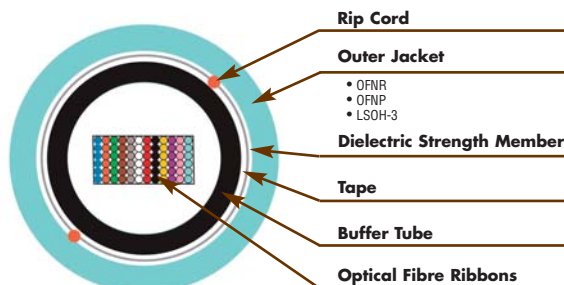 Rip Cord
Outer Jacket
• OFNR
• OFNP
• LSOH-3
Dielectric Strength Member
Tape
Buffer Tube
Optical Fibre Ribbons